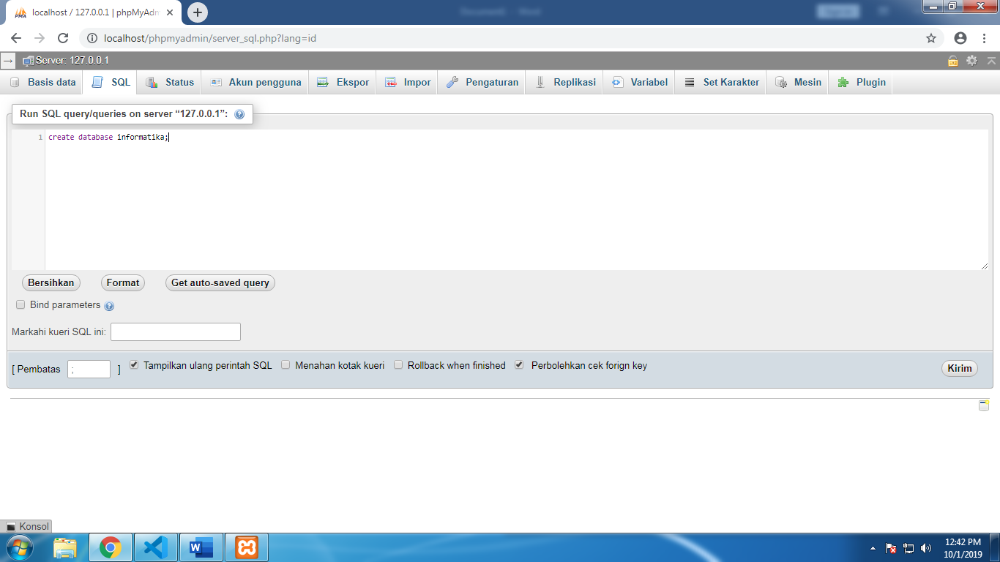 localhost / 127.0.0.1 | phpMyAdm
localhost/phpmyadmin/server_sql.php?lang=id
Server: 127.0.0.1
Basis data SQL Status Akun pengguna Ekspor Impor Pengaturan Replikasi Variabel Set Karakter Mesin Plugin
Run SQL query/queries on server “127.0.0.1”:
1 create database informatika;
Bersihkan Format Get auto-saved query
Bind parameters
Markahi kueri SQL ini:
[ Pembatas ; ] Tampilkan ulang perintah SQL Menahan kotak kueri Rollback when finished Perbolehkan cek forign key Kirim
Konsol
12:42 PM
10/1/2019